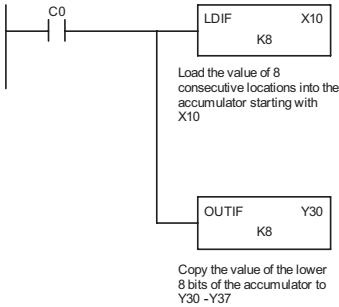 C0
LDIF X10
K8
Load the value of 8
consecutive locations into the
accumulator starting with
X10
OUTIF Y30
K8
Copy the value of the lower
8 bits of the accumulator to
Y30 -Y37